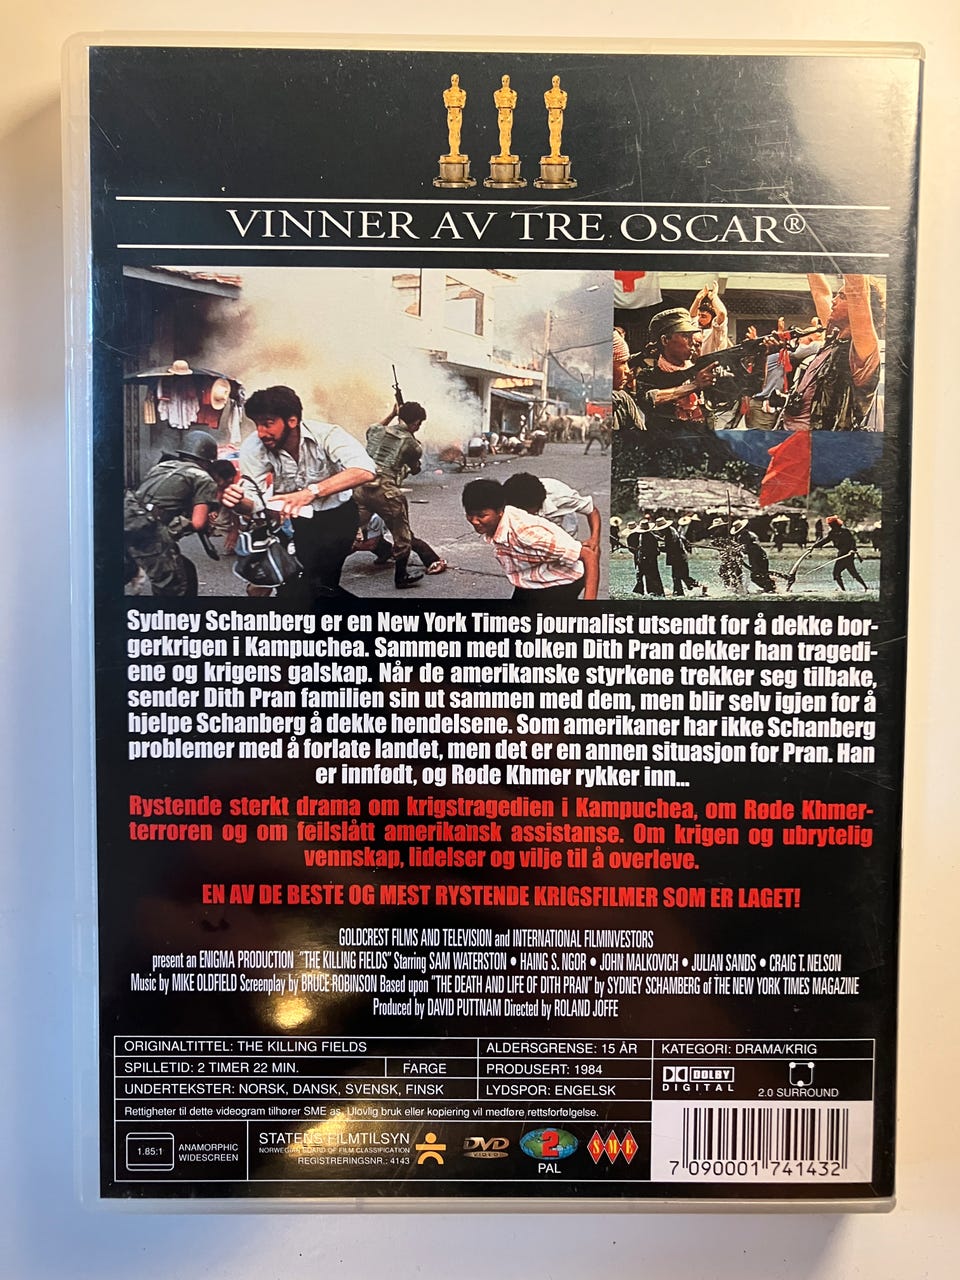 VINNER AV TRE OSCAR®
Sydney Schanberg er en New York Times journalist utsendt for å dekke bor-
gerkrigen i Kampuchea. Sammen med tolken Dith Pran dekker han tragedi-
ene og krigens galskap. Når de amerikanske styrkene trekker seg tilbake,
sender Dith Pran familien sin ut sammen med dem, men blir selv igjen for å
hjelpe Schanberg å dekke hendelsene. Som amerikaner har ikke Schanberg
problemer med å forlate landet, men det er en annen situasjon for Pran. Han
er innfødt, og Røde Khmer rykker inn...
Rystende sterkt drama om krigstragedien i Kampuchea, om Røde Khmer-
terroren og om feilslått amerikansk assistanse. Om krigen og ubrytelig
vennskap, lidelser og vilje til å overleve.
EN AV DE BESTE OG MEST RYSTENDE KRIGSFILMER SOM ER LAGET!
GOLDCREST FILMS AND TELEVISION and INTERNATIONAL FILMINVESTORS
present an ENIGMA PRODUCTION "THE KILLING FIELDS" Starring SAM WATERSTON • HAING S. NGOR • JOHN MALKOVICH • JULIAN SANDS • CRAIG T. NELSON
Music by MIKE OLDFIELD Screenplay by BRUCE ROBINSON Based upon "THE DEATH AND LIFE OF DITH PRAN" by SYDNEY SCHAMBERG of THE NEW YORK TIMES MAGAZINE
Produced by DAVID PUTTNAM Directed by ROLAND JOFFE
ORIGINALTITTEL: THE KILLING FIELDS
ALDERSGRENSE: 15 ÅR
KATEGORI: DRAMA/KRIG
SPILLETID: 2 TIMER 22 MIN.
FARGE
PRODUSERT: 1984
UNDERTEKSTER: NORSK, DANSK, SVENSK, FINSK
LYDSPOR: ENGELSK
DOLBY
DIGITAL
2.0 SURROUND
Rettigheter til dette videogram tilhører SME as. Ulovlig bruk eller kopiering vil medføre rettsforfølgelse.
1.85:1
ANAMORPHIC
WIDESCREEN
STATENS FILMTILSYN
NORWEGIAN BOARD OF FILM CLASSIFICATION
REGISTRERINGSNR.: 4143
DVD
VIDEO
2
PAL
SME
7 090001 741432